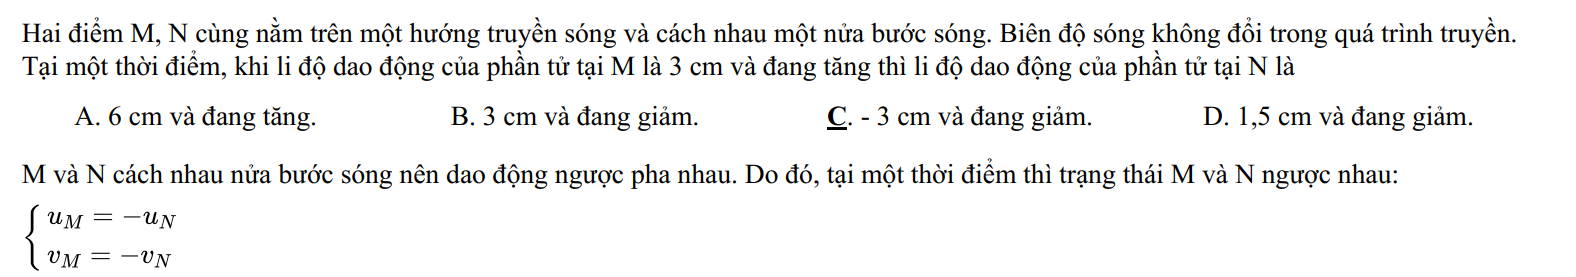 Hai điểm M, N cùng nằm trên một hướng truyền sóng và cách nhau một nửa bước sóng. Biên độ sóng không đổi trong quá trình truyền.
Tại một thời điểm, khi li độ dao động của phần tử tại M là 3 cm và đang tăng thì li độ dao động của phần tử tại N là
A. 6 cm và đang tăng. B. 3 cm và đang giảm. C. - 3 cm và đang giảm. D. 1,5 cm và đang giảm.
M và N cách nhau nửa bước sóng nên dao động ngược pha nhau. Do đó, tại một thời điểm thì trạng thái M và N ngược nhau:
{ u_M = −u_N
v_M = −v_N